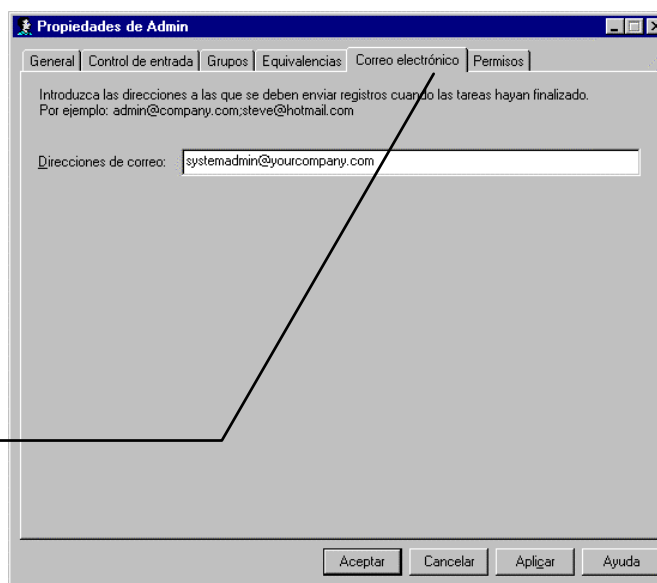 Propiedades de Admin
General Control de entrada Grupos Equivalencias Correo electrónico Permisos
Introduzca las direcciones a las que se deben enviar registros cuando las tareas hayan finalizado.
Por ejemplo: admin@company.com;steve@hotmail.com
Direcciones de correo: systemadmin@yourcompany.com
Aceptar Cancelar Aplicar Ayuda